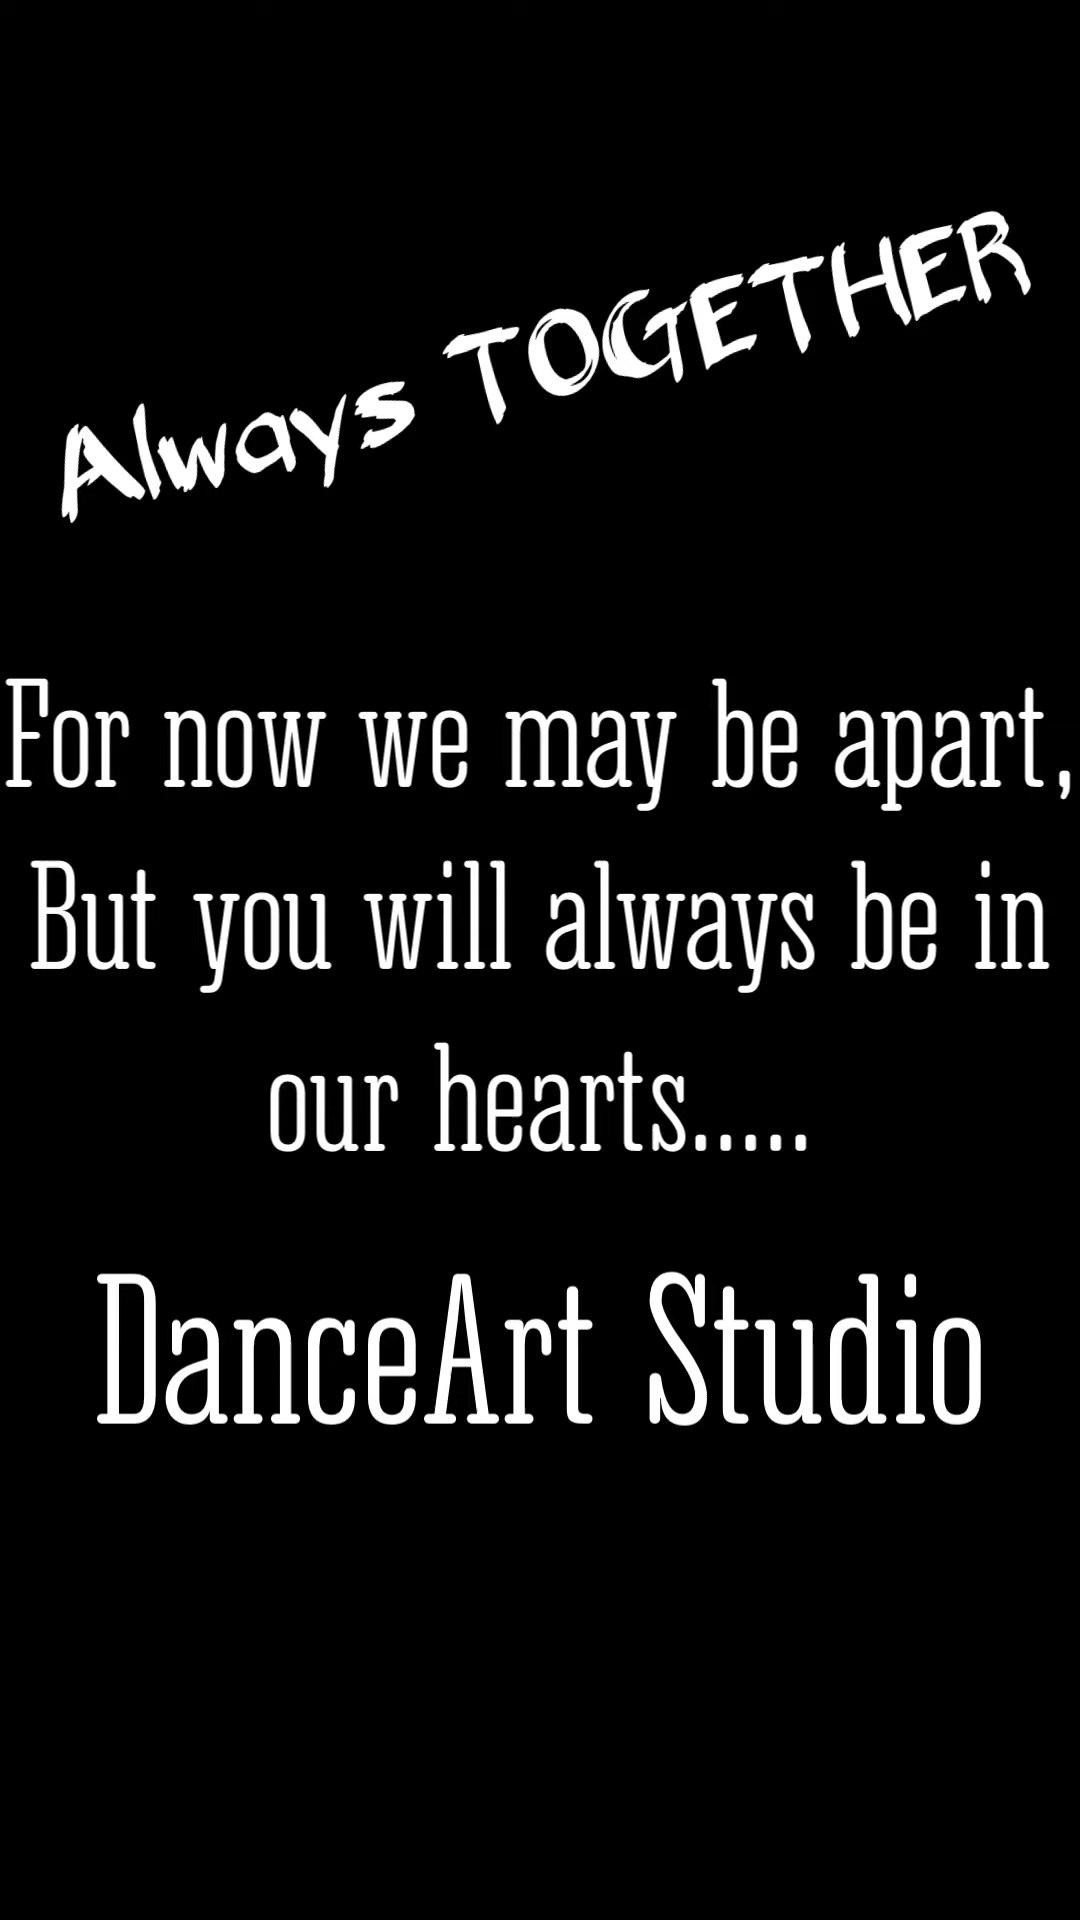 Always TOGETHER
For now we may be apart,
But you will always be in
our hearts.....
DanceArt Studio